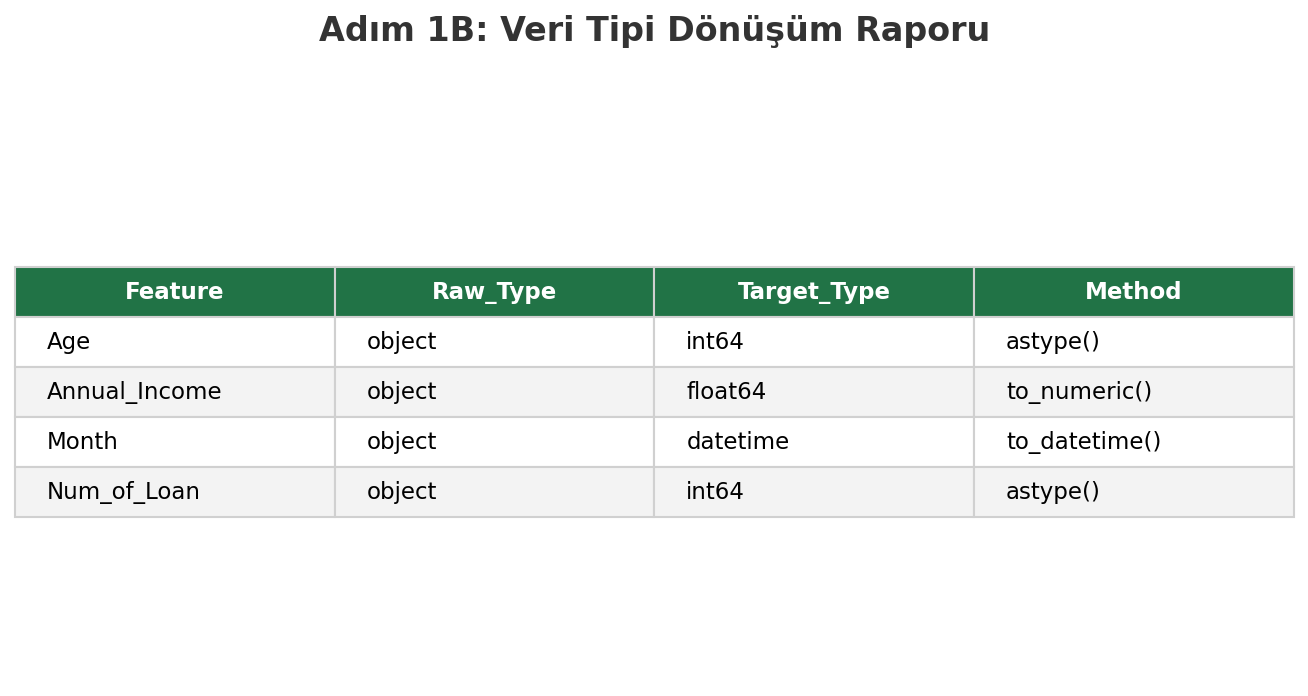 Adım 1B: Veri Tipi Dönüşüm Raporu
Feature Raw_Type Target_Type Method
Age object int64 astype()
Annual_Income object float64 to_numeric()
Month object datetime to_datetime()
Num_of_Loan object int64 astype()